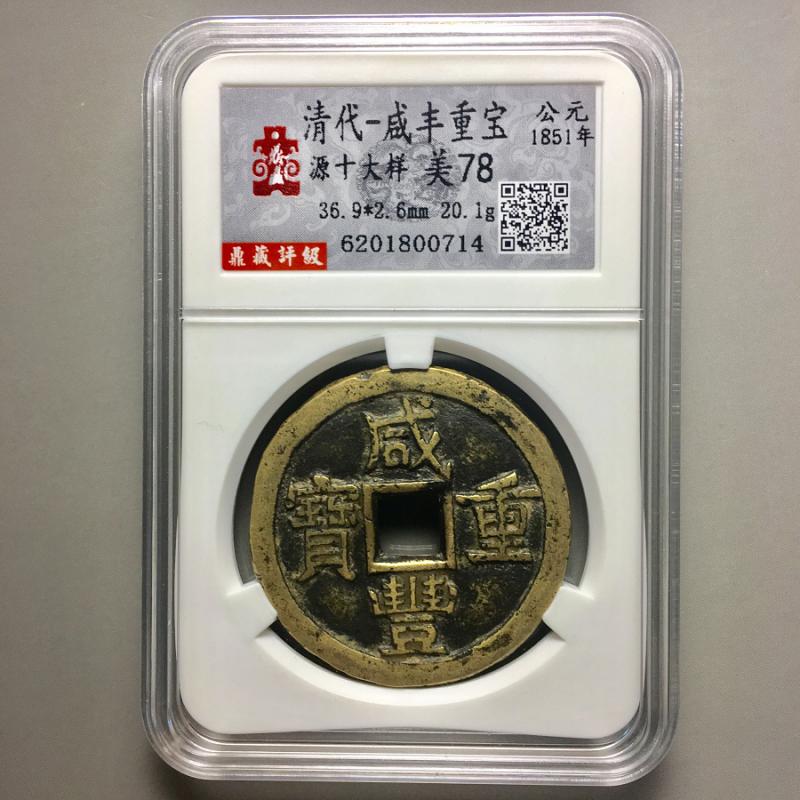 清代-咸丰重宝
公元
1851年
源十大样 美78
36.9*2.6mm 20.1g
6201800714
鼎藏評級
咸
寶 重
豐